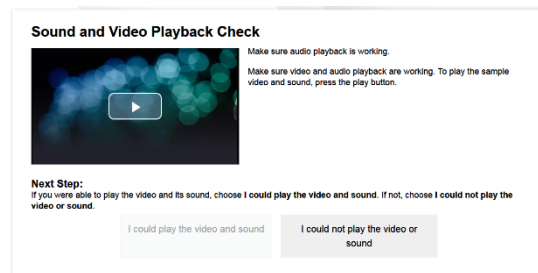 Sound and Video Playback Check
Make sure audio playback is working.
Make sure video and audio playback are working. To play the sample
video and sound, press the play button.
Next Step:
If you were able to play the video and its sound, choose I could play the video and sound. If not, choose I could not play the
video or sound.
I could play the video and sound
I could not play the video or
sound